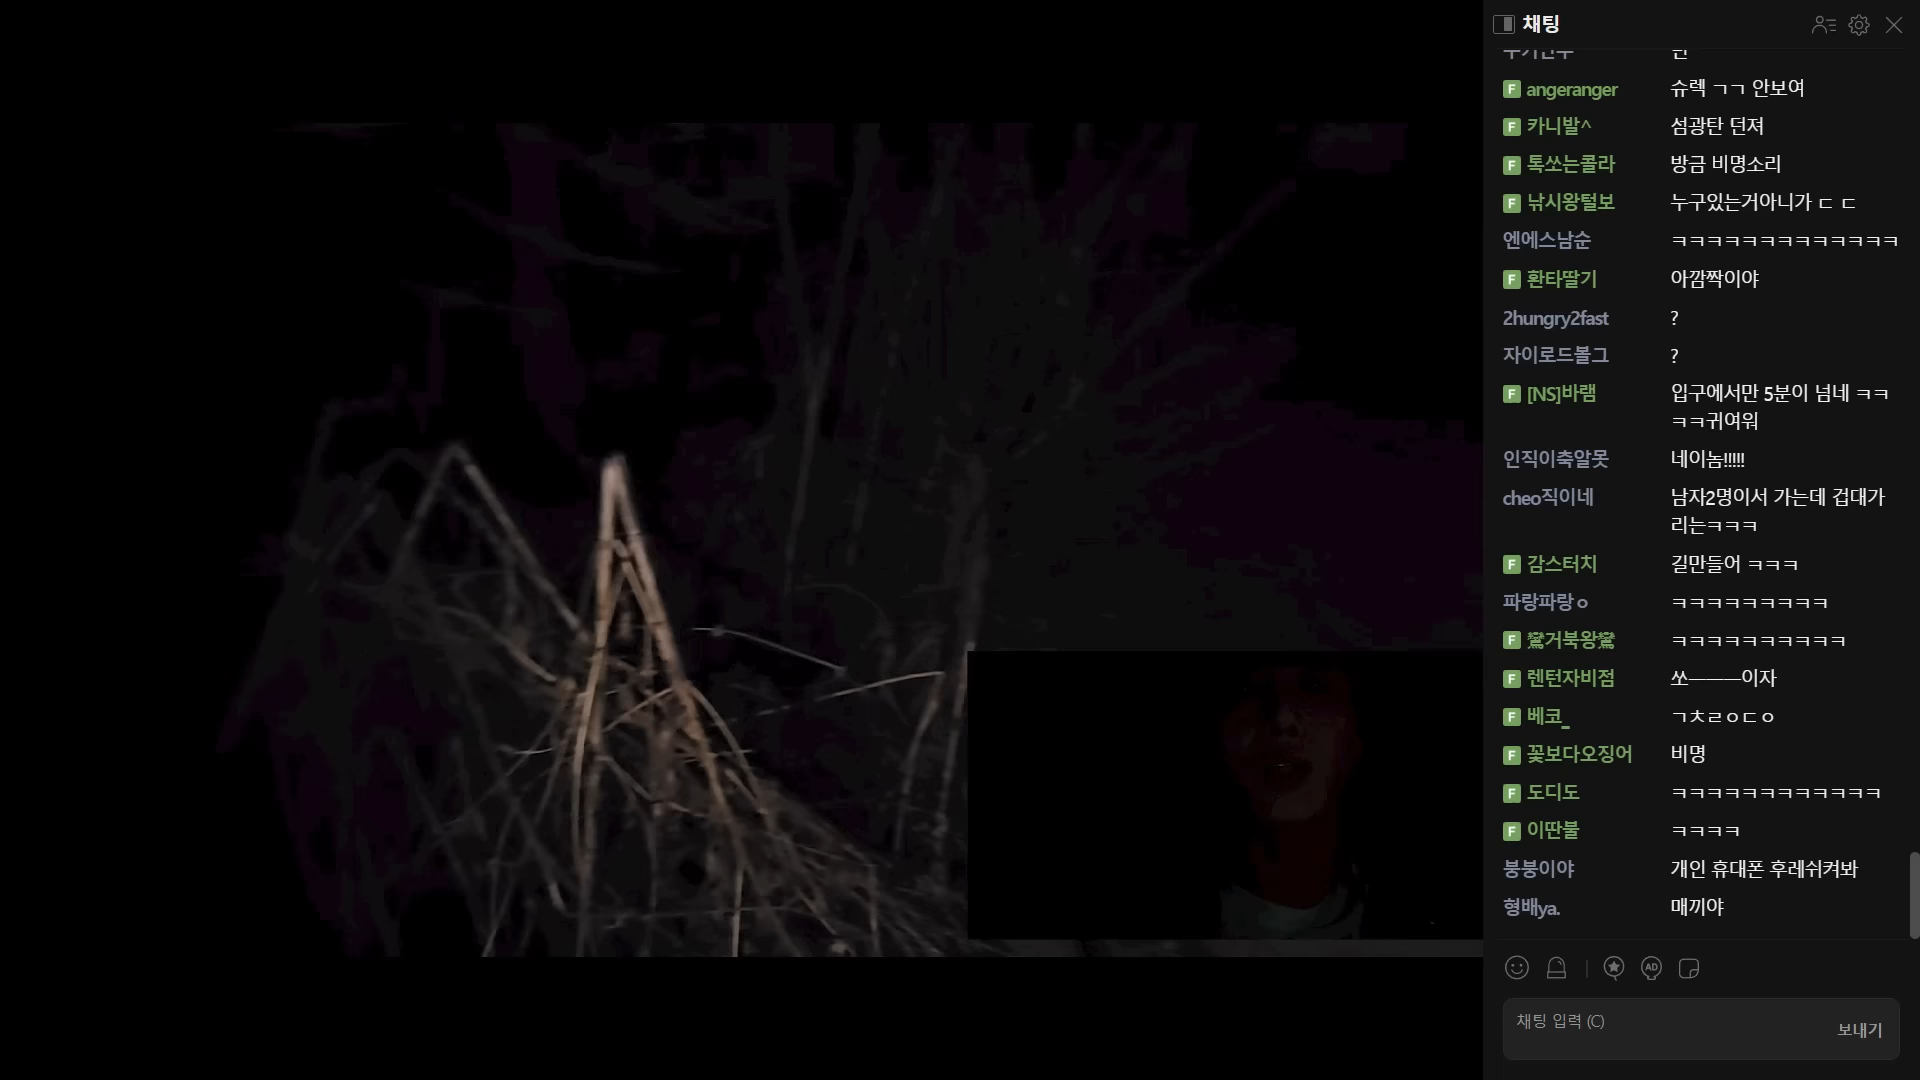 채팅
angeranger 슈렉 ㄱㄱ 안보여
카니발^ 섬광탄 던져
톡쏘는콜라 방금 비명소리
낚시왕털보 누구있는거아니가 ㄷ ㄷ
엔에스남순 ㅋㅋㅋㅋㅋㅋㅋㅋㅋㅋㅋㅋㅋ
환타딸기 아깜짝이야
2hungry2fast ?
자이로드볼그 ?
[NS]바램 입구에서만 5분이 넘네 ㅋㅋ
ㅋㅋ귀여워
인직이축알못 네이놈!!!!!
cheo직이네 남자2명이서 가는데 겁대가
리는ㅋㅋㅋ
감스터치 길만들어 ㅋㅋㅋ
파랑파랑ㅇ ㅋㅋㅋㅋㅋㅋㅋㅋㅋ
거북왕 ㅋㅋㅋㅋㅋㅋㅋㅋㅋㅋ
렌턴자비점 쏘ㅡㅡㅡ이자
베코_ ㄱㅊㄹㅇㄷㅇ
꽃보다오징어 비명
도디도 ㅋㅋㅋㅋㅋㅋㅋㅋㅋㅋㅋㅋ
이딴불 ㅋㅋㅋㅋ
붕붕이야 개인 휴대폰 후레쉬켜봐
형배ya. 매끼야
채팅 입력 (C)
보내기